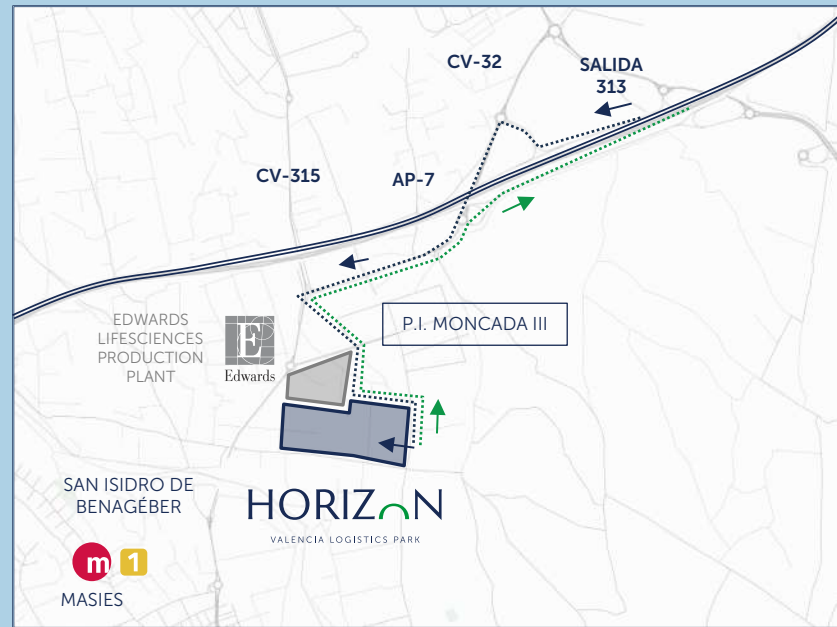 CV-32
SALIDA
313
CV-315
AP-7
P.I. MONCADA III
EDWARDS
LIFESCIENCES
PRODUCTION
PLANT
E
Edwards
SAN ISIDRO DE
BENAGÉBER
HORIZON
VALENCIA LOGISTICS PARK
m 1
MASIES